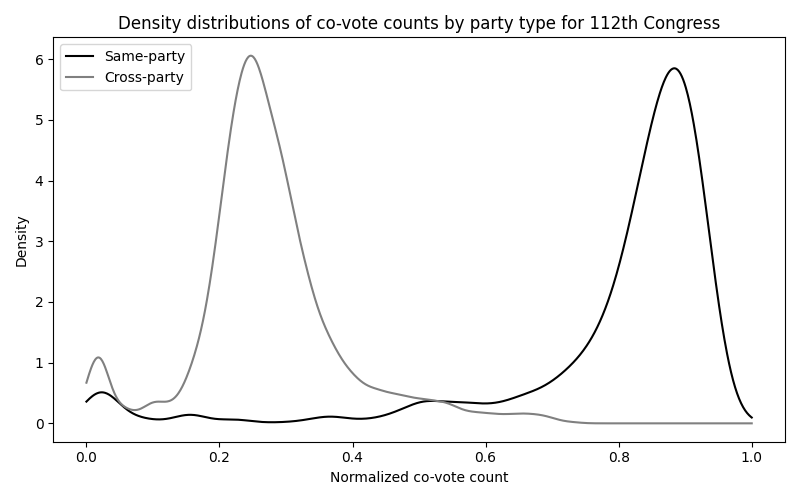 Density distributions of co-vote counts by party type for 112th Congress
Same-party
Cross-party
Density
6
5
4
3
2
1
0
0.0 0.2 0.4 0.6 0.8 1.0
Normalized co-vote count